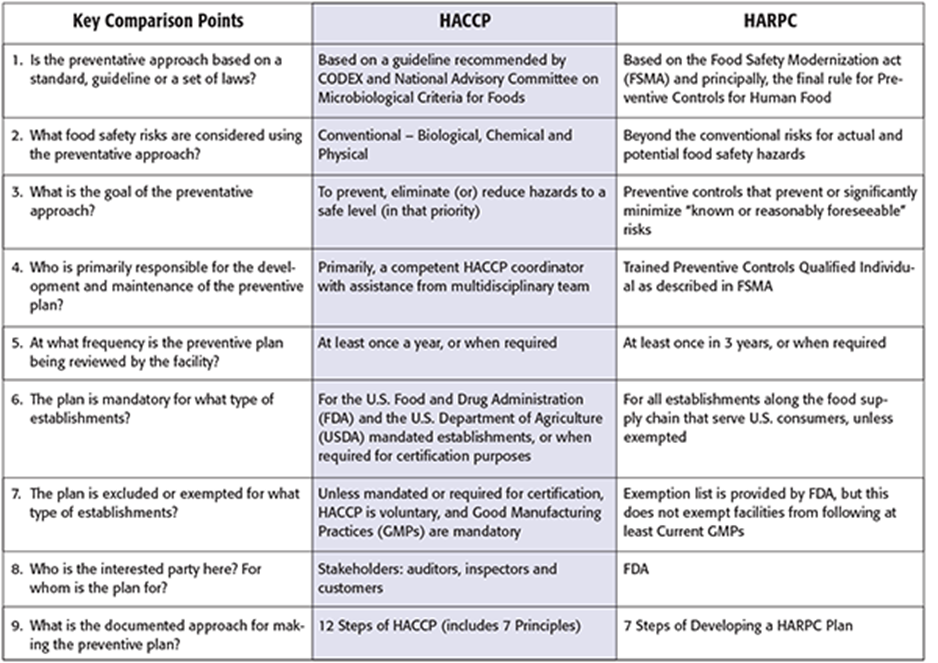 Key Comparison Points
HACCP
HARPC
1. Is the preventative approach based on a
standard, guideline or a set of laws?
Based on a guideline recommended by
CODEX and National Advisory Committee on
Microbiological Criteria for Foods
Based on the Food Safety Modernization act
(FSMA) and principally, the final rule for Pre-
ventive Controls for Human Food
2. What food safety risks are considered using
the preventative approach?
Conventional – Biological, Chemical and
Physical
Beyond the conventional risks for actual and
potential food safety hazards
3. What is the goal of the preventative
approach?
To prevent, eliminate (or) reduce hazards to a
safe level (in that priority)
Preventive controls that prevent or significantly
minimize “known or reasonably foreseeable”
risks
4. Who is primarily responsible for the devel-
opment and maintenance of the preventive
plan?
Primarily, a competent HACCP coordinator
with assistance from multidisciplinary team
Trained Preventive Controls Qualified Individu-
al as described in FSMA
5. At what frequency is the preventive plan
being reviewed by the facility?
At least once a year, or when required
At least once in 3 years, or when required
6. The plan is mandatory for what type of
establishments?
For the U.S. Food and Drug Administration
(FDA) and the U.S. Department of Agriculture
(USDA) mandated establishments, or when
required for certification purposes
For all establishments along the food sup-
ply chain that serve U.S. consumers, unless
exempted
7. The plan is excluded or exempted for what
type of establishments?
Unless mandated or required for certification,
HACCP is voluntary, and Good Manufacturing
Practices (GMPs) are mandatory
Exemption list is provided by FDA, but this
does not exempt facilities from following at
least Current GMPs
8. Who is the interested party here? For
whom is the plan for?
Stakeholders: auditors, inspectors and
customers
FDA
9. What is the documented approach for mak-
ing the preventive plan?
12 Steps of HACCP (includes 7 Principles)
7 Steps of Developing a HARPC Plan